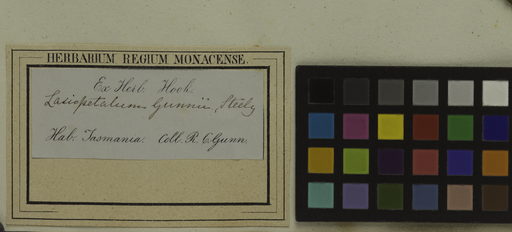 HERBARIUM REGIUM MONACENSE.
Ex Herb. Hook.
Lasiopetalum Gunnii, Steetz
Hab. Tasmania. Coll. R. C. Gunn.